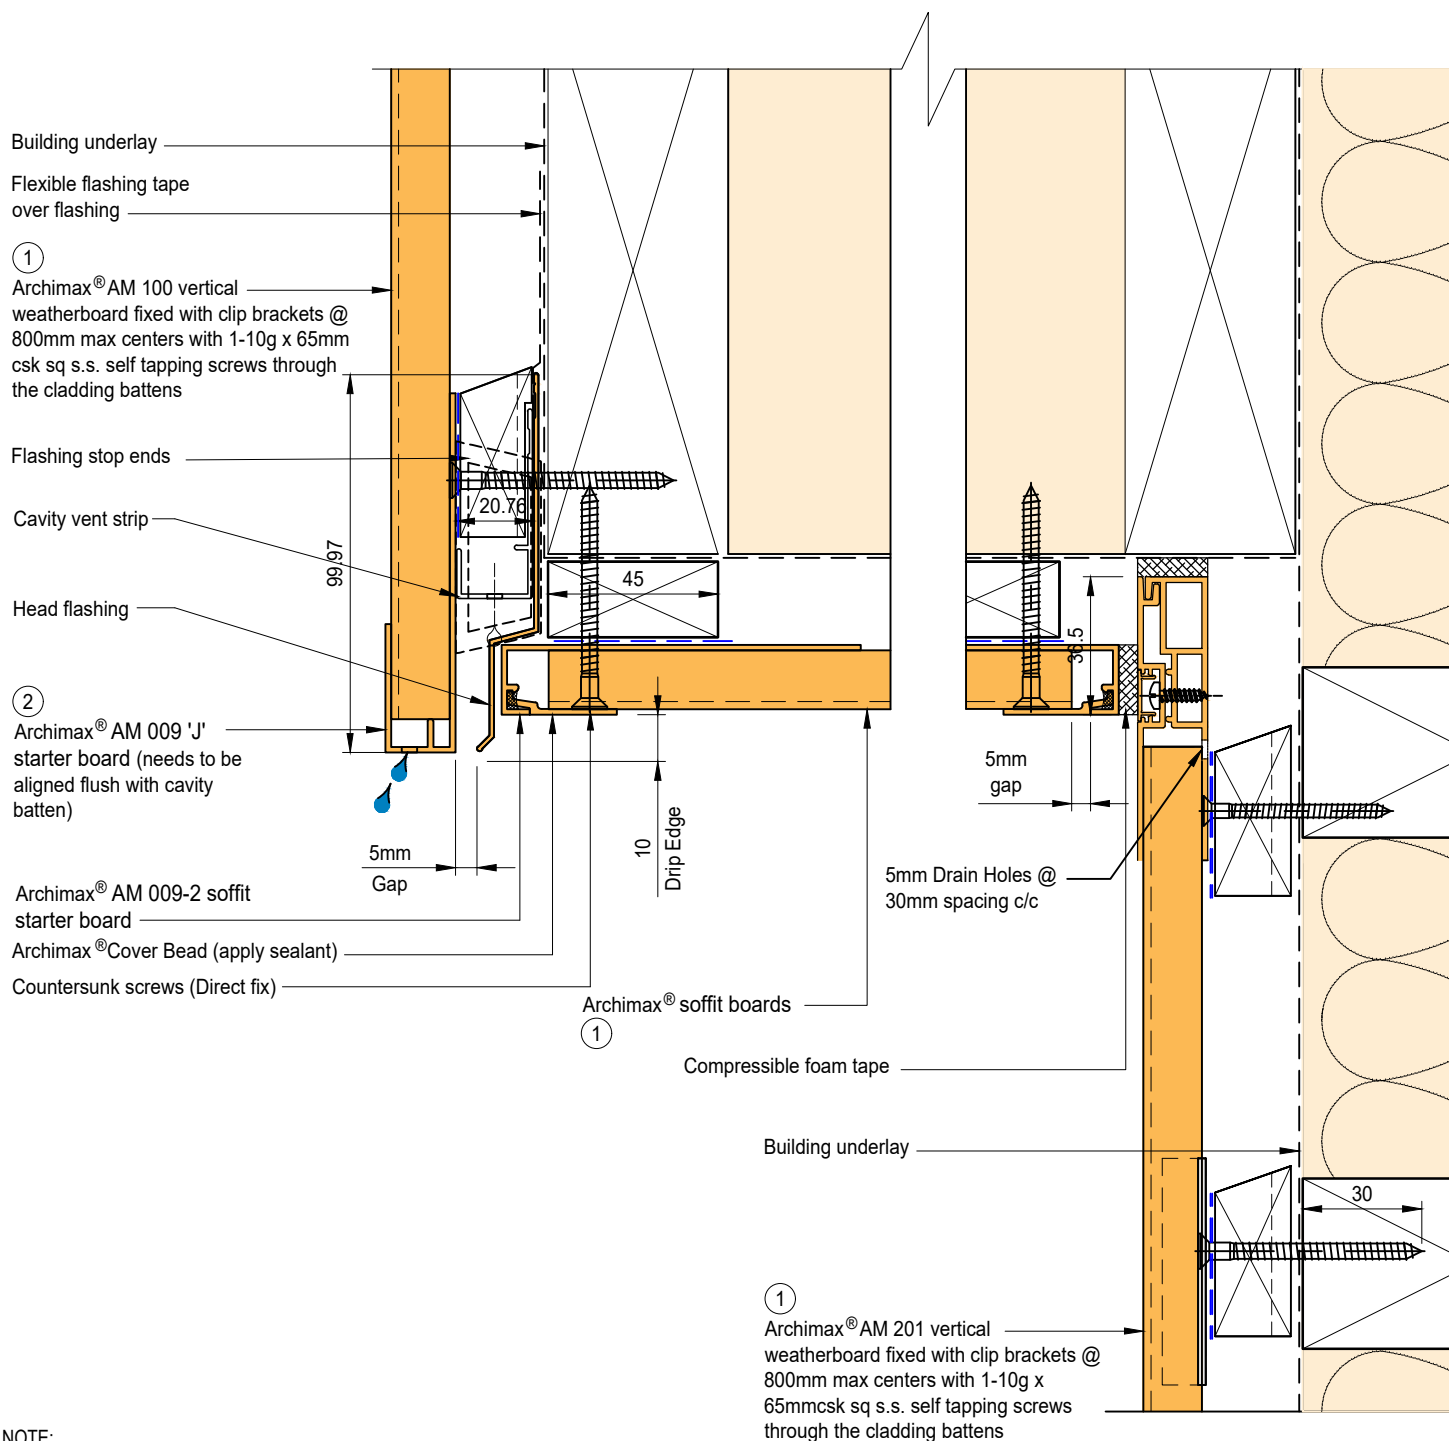 Building underlay
Flexible flashing tape
over flashing
1
Archimax® AM 100 vertical
weatherboard fixed with clip brackets @
800mm max centers with 1-10g x 65mm
csk sq s.s. self tapping screws through
the cladding battens
Flashing stop ends
Cavity vent strip
Head flashing
2
Archimax® AM 009 'J'
starter board (needs to be
aligned flush with cavity
batten)
99.97
20.76
45
36.5
5mm
Gap
10
Drip Edge
5mm
gap
5mm Drain Holes @
30mm spacing c/c
Archimax® AM 009-2 soffit
starter board
Archimax® Cover Bead (apply sealant)
Countersunk screws (Direct fix)
Archimax® soffit boards
1
Compressible foam tape
Building underlay
30
1
Archimax® AM 201 vertical
weatherboard fixed with clip brackets @
800mm max centers with 1-10g x
65mmcsk sq s.s. self tapping screws
through the cladding battens
NOTE: